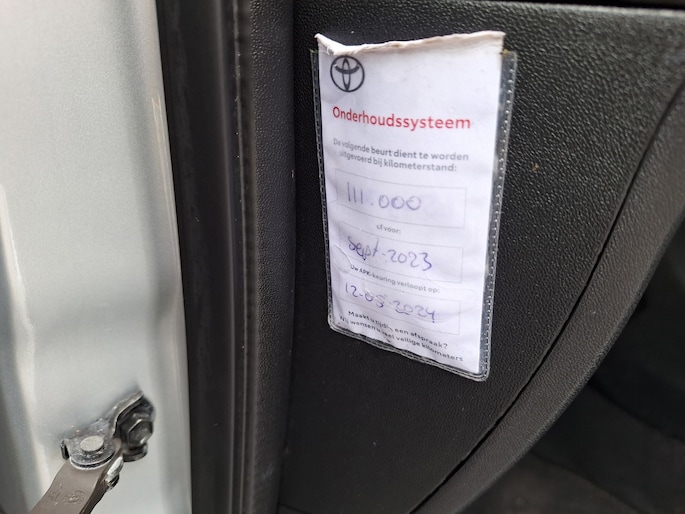 Onderhoudssysteem
De volgende beurt dient te worden
uitgevoerd bij kilometerstand:
111.000
of voor:
Sept-2023
Uw APK-keuring verloopt op:
12-05-2024
Maakt u tijdig een afspraak?
Wij wensen u veel veilige kilometers